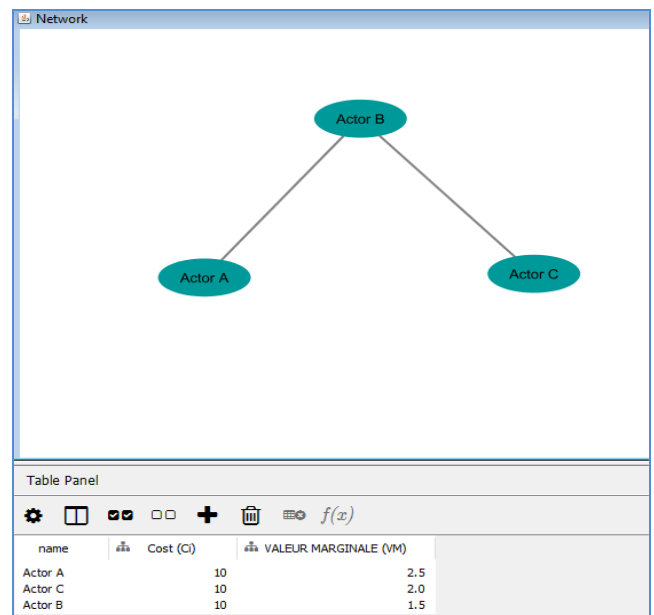 Network
Actor B
Actor A
Actor C
Table Panel
f(x)
name Cost (Ci) VALEUR MARGINALE (VM)
Actor A 10 2.5
Actor C 10 2.0
Actor B 10 1.5